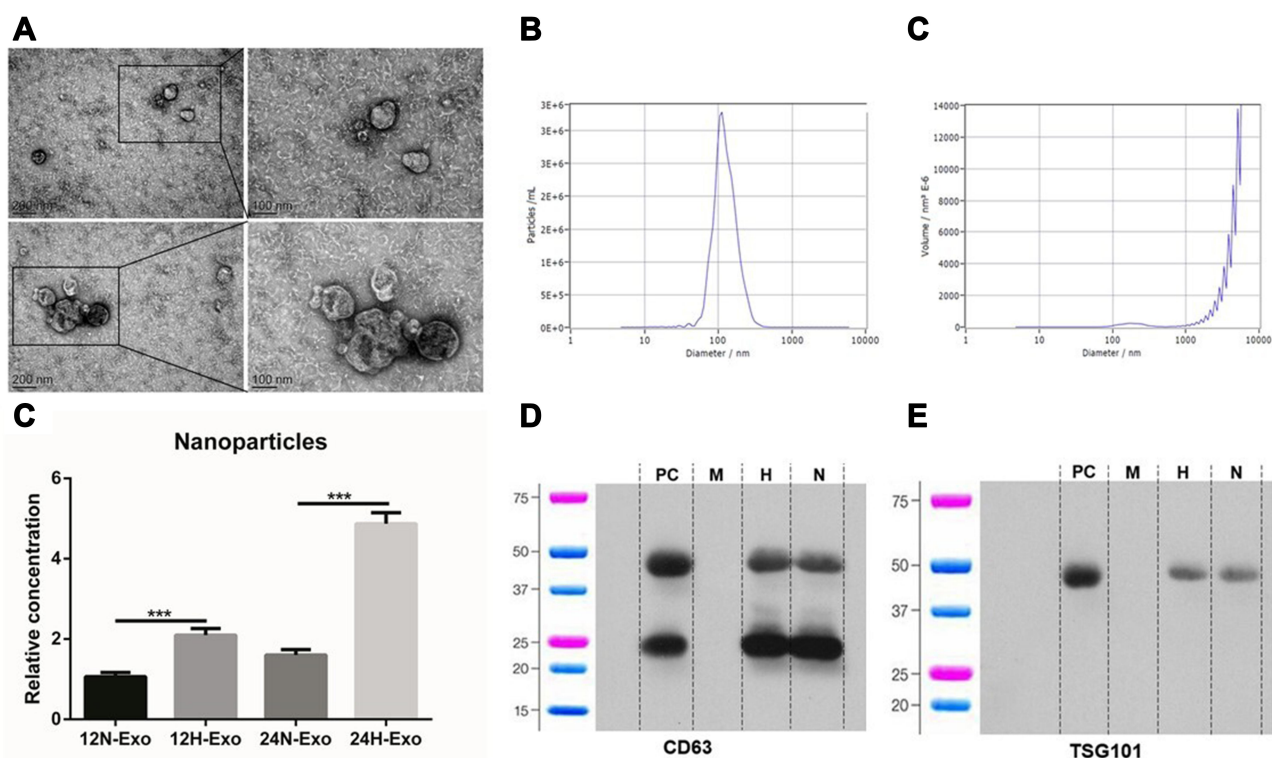 A
B
C
200 nm
100 nm
200 nm
100 nm
3E+6
3E+6
3E+6
2E+6
2E+6
1E+6
5E+5
0E+0
Particles /mL
1
10
100
1000
10000
Diameter / nm
14000
12000
10000
8000
6000
4000
2000
0
Volume / nm³ E-6
1
10
100
1000
10000
Diameter / nm
C
D
E
Nanoparticles
Relative concentration
6
4
2
0
***
***
12N-Exo
12H-Exo
24N-Exo
24H-Exo
PC M H N
75
50
37
25
20
15
CD63
PC M H N
75
50
37
25
20
TSG101